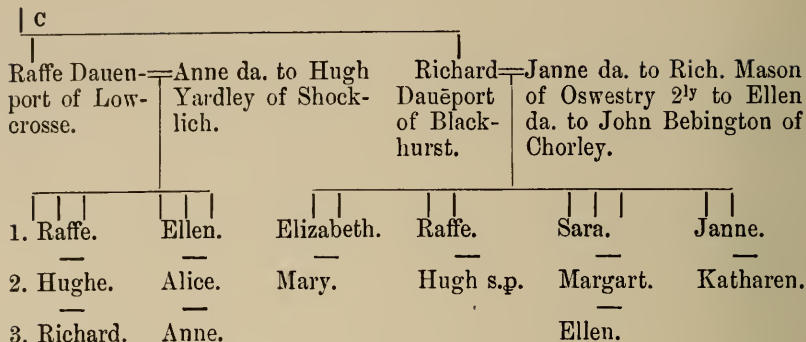 C
Raffe Dauen-
port of Low-
crosse.
Anne da. to Hugh
Yardley of Shock-
lich.
Richard
Dauēport
of Black-
hurst.
Janne da. to Rich. Mason
of Oswestry 2ly to Ellen
da. to John Bebington of
Chorley.
1. Raffe. Ellen. Elizabeth. Raffe. Sara. Janne.
2. Hughe. Alice. Mary. Hugh s.p. Margart. Katharen.
3. Richard. Anne. Ellen.